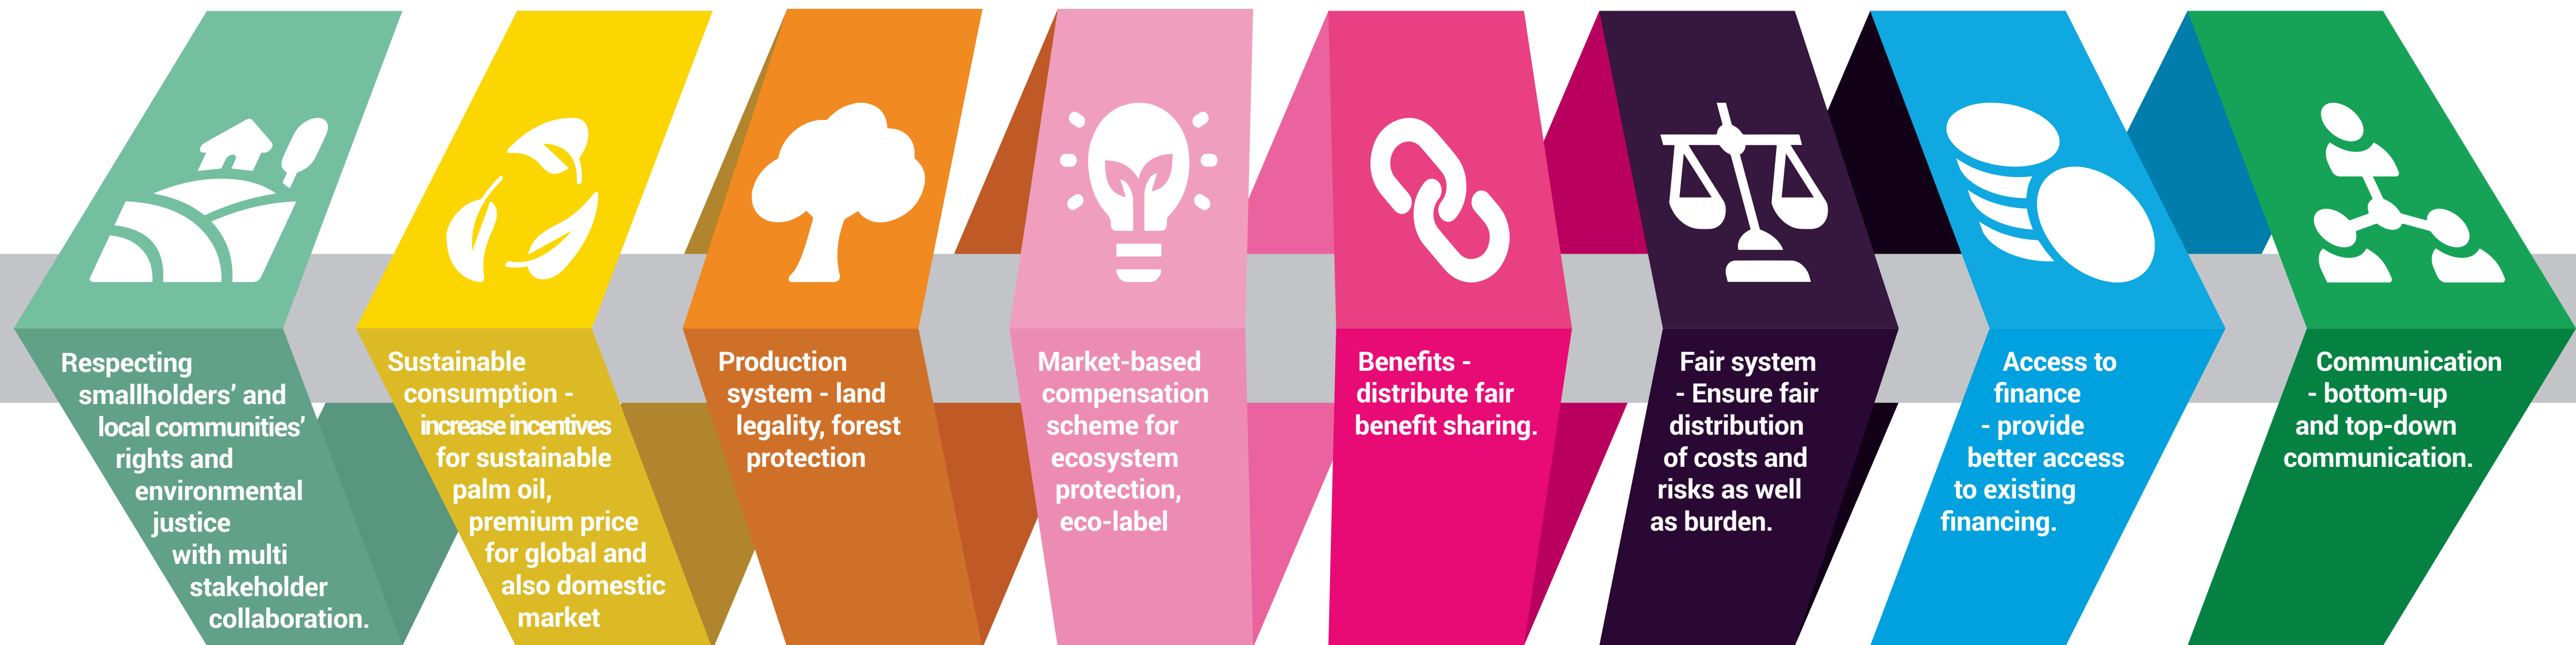 Respecting
smallholders’ and
local communities’
rights and
environmental
justice
with multi
stakeholder
collaboration.
Sustainable
consumption -
increase incentives
for sustainable
palm oil,
premium price
for global and
also domestic
market
Production
system - land
legality, forest
protection
Market-based
compensation
scheme for
ecosystem
protection,
eco-label
Benefits -
distribute fair
benefit sharing.
Fair system
- Ensure fair
distribution
of costs and
risks as well
as burden.
Access to
finance
- provide
better access
to existing
financing.
Communication
- bottom-up
and top-down
communication.